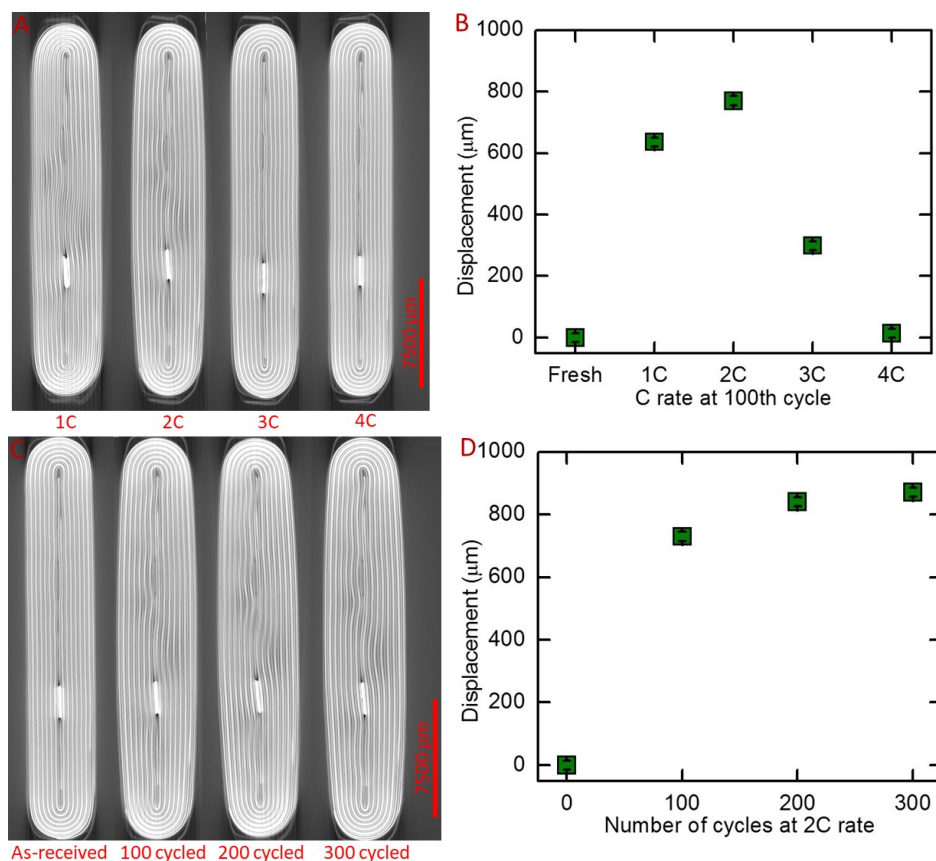 A
7500 µm
1C 2C 3C 4C
B
1000
800
600
400
200
0
Displacement (µm)
Fresh 1C 2C 3C 4C
C rate at 100th cycle
C
7500 µm
As-received 100 cycled 200 cycled 300 cycled
D
1000
800
600
400
200
0
Displacement (µm)
0 100 200 300
Number of cycles at 2C rate